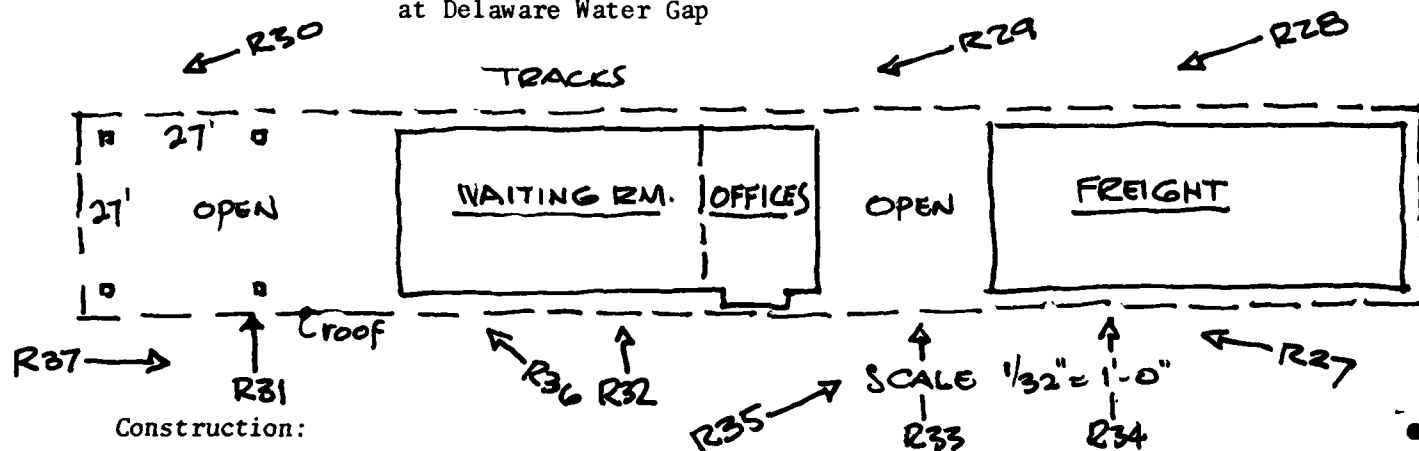 at Delaware Water Gap
R30 R29 R28
TRACKS
27'
27' OPEN WAITING RM. OFFICES OPEN FREIGHT
roof
R37 R31 R36 R32 R35 SCALE 1/32"=1'-0" R27
R33 R34
Construction: